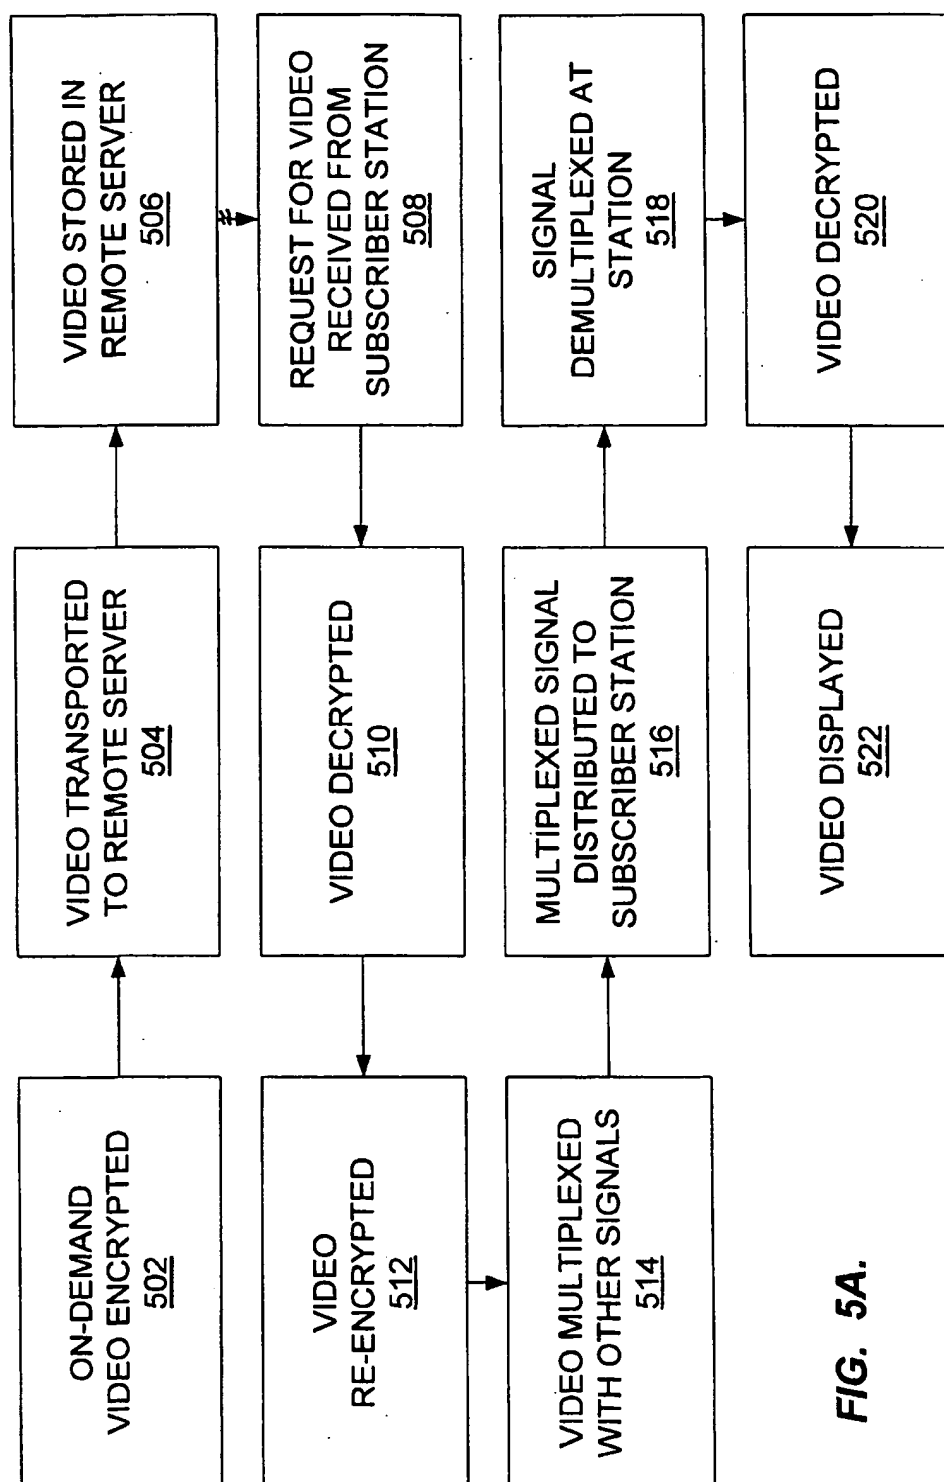 ON-DEMAND
VIDEO ENCRYPTED
502
VIDEO TRANSPORTED
TO REMOTE SERVER
504
VIDEO STORED IN
REMOTE SERVER
506
REQUEST FOR VIDEO
RECEIVED FROM
SUBSCRIBER STATION
508
VIDEO DECRYPTED
510
VIDEO
RE-ENCRYPTED
512
VIDEO MULTIPLEXED
WITH OTHER SIGNALS
514
MULTIPLEXED SIGNAL
DISTRIBUTED TO
SUBSCRIBER STATION
516
SIGNAL
DEMULTIPLEXED AT
STATION
518
VIDEO DECRYPTED
520
VIDEO DISPLAYED
522
FIG. 5A.